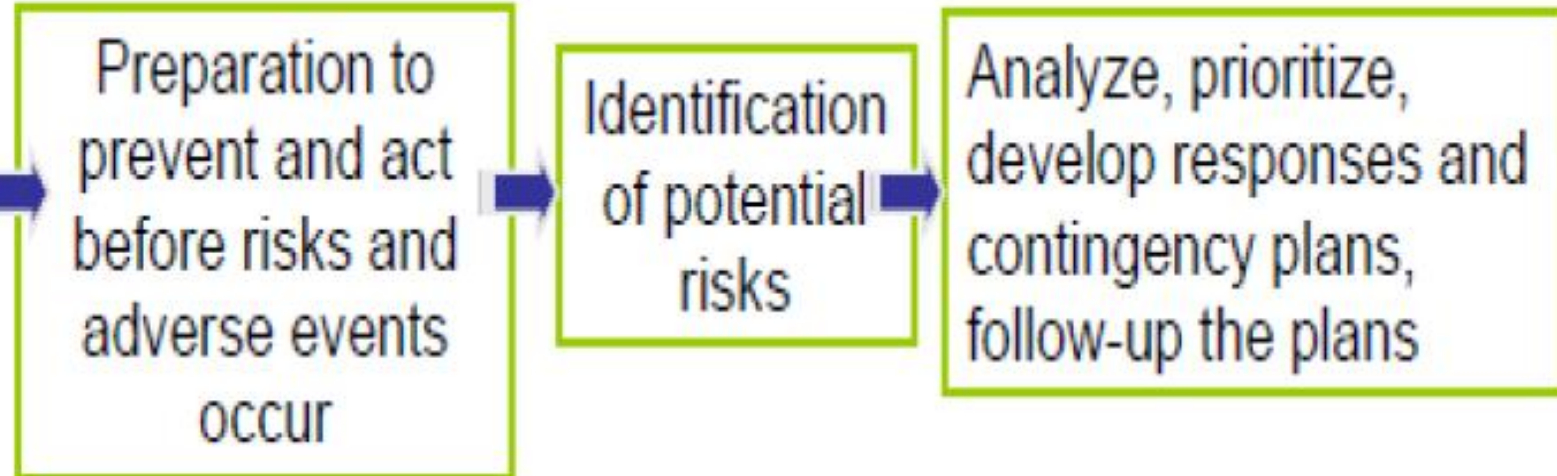 Preparation to
prevent and act
before risks and
adverse events
occur
Identification
of potential
risks
Analyze, prioritize,
develop responses and
contingency plans,
follow-up the plans